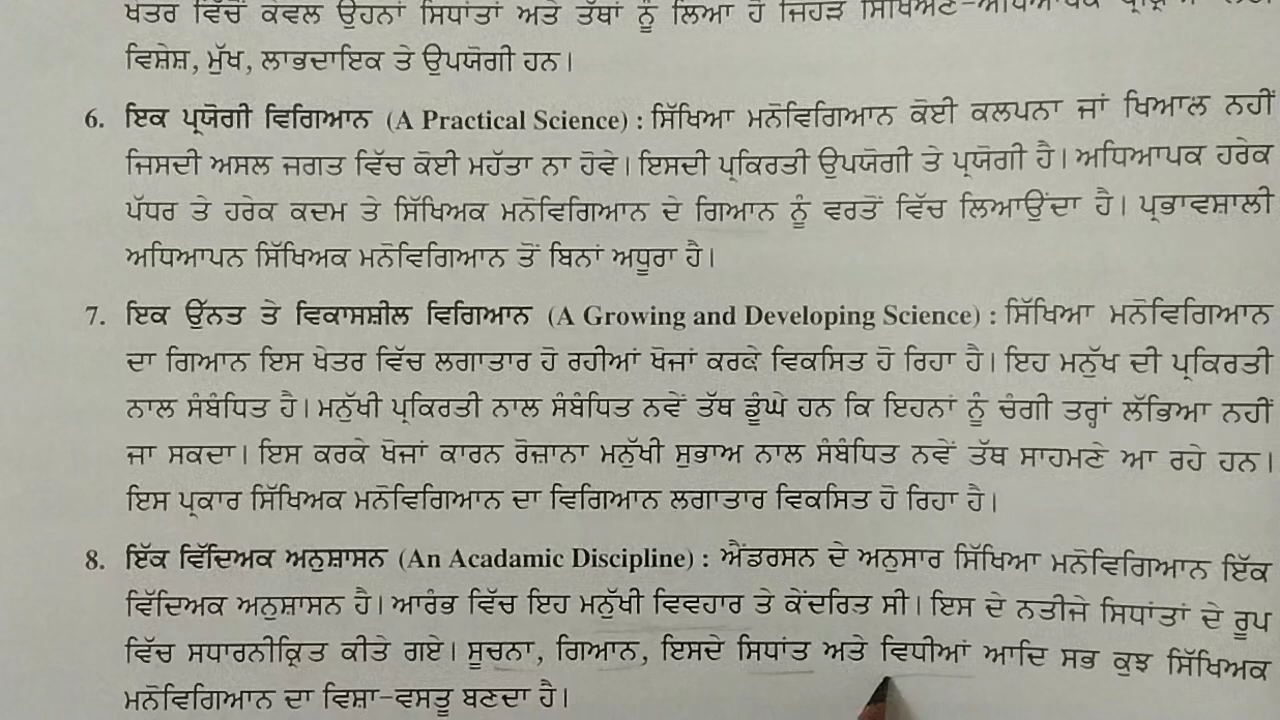 ਖੇਤਰ ਵਿੱਚੋਂ ਕੇਵਲ ਉਹਨਾਂ ਸਿਧਾਂਤਾਂ ਅਤੇ ਤੱਥਾਂ ਨੂੰ ਲਿਆ ਹੈ ਜਿਹੜੇ
ਵਿਸ਼ੇਸ਼, ਮੁੱਖ, ਲਾਭਦਾਇਕ ਤੇ ਉਪਯੋਗੀ ਹਨ।
6. ਇਕ ਪ੍ਰਯੋਗੀ ਵਿਗਿਆਨ (A Practical Science) : ਸਿੱਖਿਆ ਮਨੋਵਿਗਿਆਨ ਕੋਈ ਕਲਪਨਾ ਜਾਂ ਖਿਆਲ ਨਹੀਂ
ਜਿਸਦੀ ਅਸਲ ਜਗਤ ਵਿੱਚ ਕੋਈ ਮਹੱਤਾ ਨਾ ਹੋਵੇ। ਇਸਦੀ ਪ੍ਰਕਿਰਤੀ ਉਪਯੋਗੀ ਤੇ ਪ੍ਰਯੋਗੀ ਹੈ। ਅਧਿਆਪਕ ਹਰੇਕ
ਪੱਧਰ ਤੇ ਹਰੇਕ ਕਦਮ ਤੇ ਸਿੱਖਿਅਕ ਮਨੋਵਿਗਿਆਨ ਦੇ ਗਿਆਨ ਨੂੰ ਵਰਤੋਂ ਵਿੱਚ ਲਿਆਉਂਦਾ ਹੈ। ਪ੍ਰਭਾਵਸ਼ਾਲੀ
ਅਧਿਆਪਨ ਸਿੱਖਿਅਕ ਮਨੋਵਿਗਿਆਨ ਤੋਂ ਬਿਨਾਂ ਅਧੂਰਾ ਹੈ।
7. ਇਕ ਉੱਨਤ ਤੇ ਵਿਕਾਸਸ਼ੀਲ ਵਿਗਿਆਨ (A Growing and Developing Science) : ਸਿੱਖਿਆ ਮਨੋਵਿਗਿਆਨ
ਦਾ ਗਿਆਨ ਇਸ ਖੇਤਰ ਵਿੱਚ ਲਗਾਤਾਰ ਹੋ ਰਹੀਆਂ ਖੋਜਾਂ ਕਰਕੇ ਵਿਕਸਿਤ ਹੋ ਰਿਹਾ ਹੈ। ਇਹ ਮਨੁੱਖ ਦੀ ਪ੍ਰਕਿਰਤੀ
ਨਾਲ ਸੰਬੰਧਿਤ ਹੈ। ਮਨੁੱਖੀ ਪ੍ਰਕਿਰਤੀ ਨਾਲ ਸੰਬੰਧਿਤ ਨਵੇਂ ਤੱਥ ਡੂੰਘੇ ਹਨ ਕਿ ਇਹਨਾਂ ਨੂੰ ਚੰਗੀ ਤਰ੍ਹਾਂ ਲੱਭਿਆ ਨਹੀਂ
ਜਾ ਸਕਦਾ। ਇਸ ਕਰਕੇ ਖੋਜਾਂ ਕਾਰਨ ਰੋਜ਼ਾਨਾ ਮਨੁੱਖੀ ਸੁਭਾਅ ਨਾਲ ਸੰਬੰਧਿਤ ਨਵੇਂ ਤੱਥ ਸਾਹਮਣੇ ਆ ਰਹੇ ਹਨ।
ਇਸ ਪ੍ਰਕਾਰ ਸਿੱਖਿਅਕ ਮਨੋਵਿਗਿਆਨ ਦਾ ਵਿਗਿਆਨ ਲਗਾਤਾਰ ਵਿਕਸਿਤ ਹੋ ਰਿਹਾ ਹੈ।
8. ਇੱਕ ਵਿੱਦਿਅਕ ਅਨੁਸ਼ਾਸਨ (An Acadamic Discipline) : ਐਂਡਰਸਨ ਦੇ ਅਨੁਸਾਰ ਸਿੱਖਿਆ ਮਨੋਵਿਗਿਆਨ ਇੱਕ
ਵਿੱਦਿਅਕ ਅਨੁਸ਼ਾਸਨ ਹੈ। ਆਰੰਭ ਵਿੱਚ ਇਹ ਮਨੁੱਖੀ ਵਿਵਹਾਰ ਤੇ ਕੇਂਦਰਿਤ ਸੀ। ਇਸ ਦੇ ਨਤੀਜੇ ਸਿਧਾਂਤਾਂ ਦੇ ਰੂਪ
ਵਿੱਚ ਸਧਾਰਨੀਕ੍ਰਿਤ ਕੀਤੇ ਗਏ। ਸੂਚਨਾ, ਗਿਆਨ, ਇਸਦੇ ਸਿਧਾਂਤ ਅਤੇ ਵਿਧੀਆਂ ਆਦਿ ਸਭ ਕੁਝ ਸਿੱਖਿਅਕ
ਮਨੋਵਿਗਿਆਨ ਦਾ ਵਿਸ਼ਾ-ਵਸਤੂ ਬਣਦਾ ਹੈ।